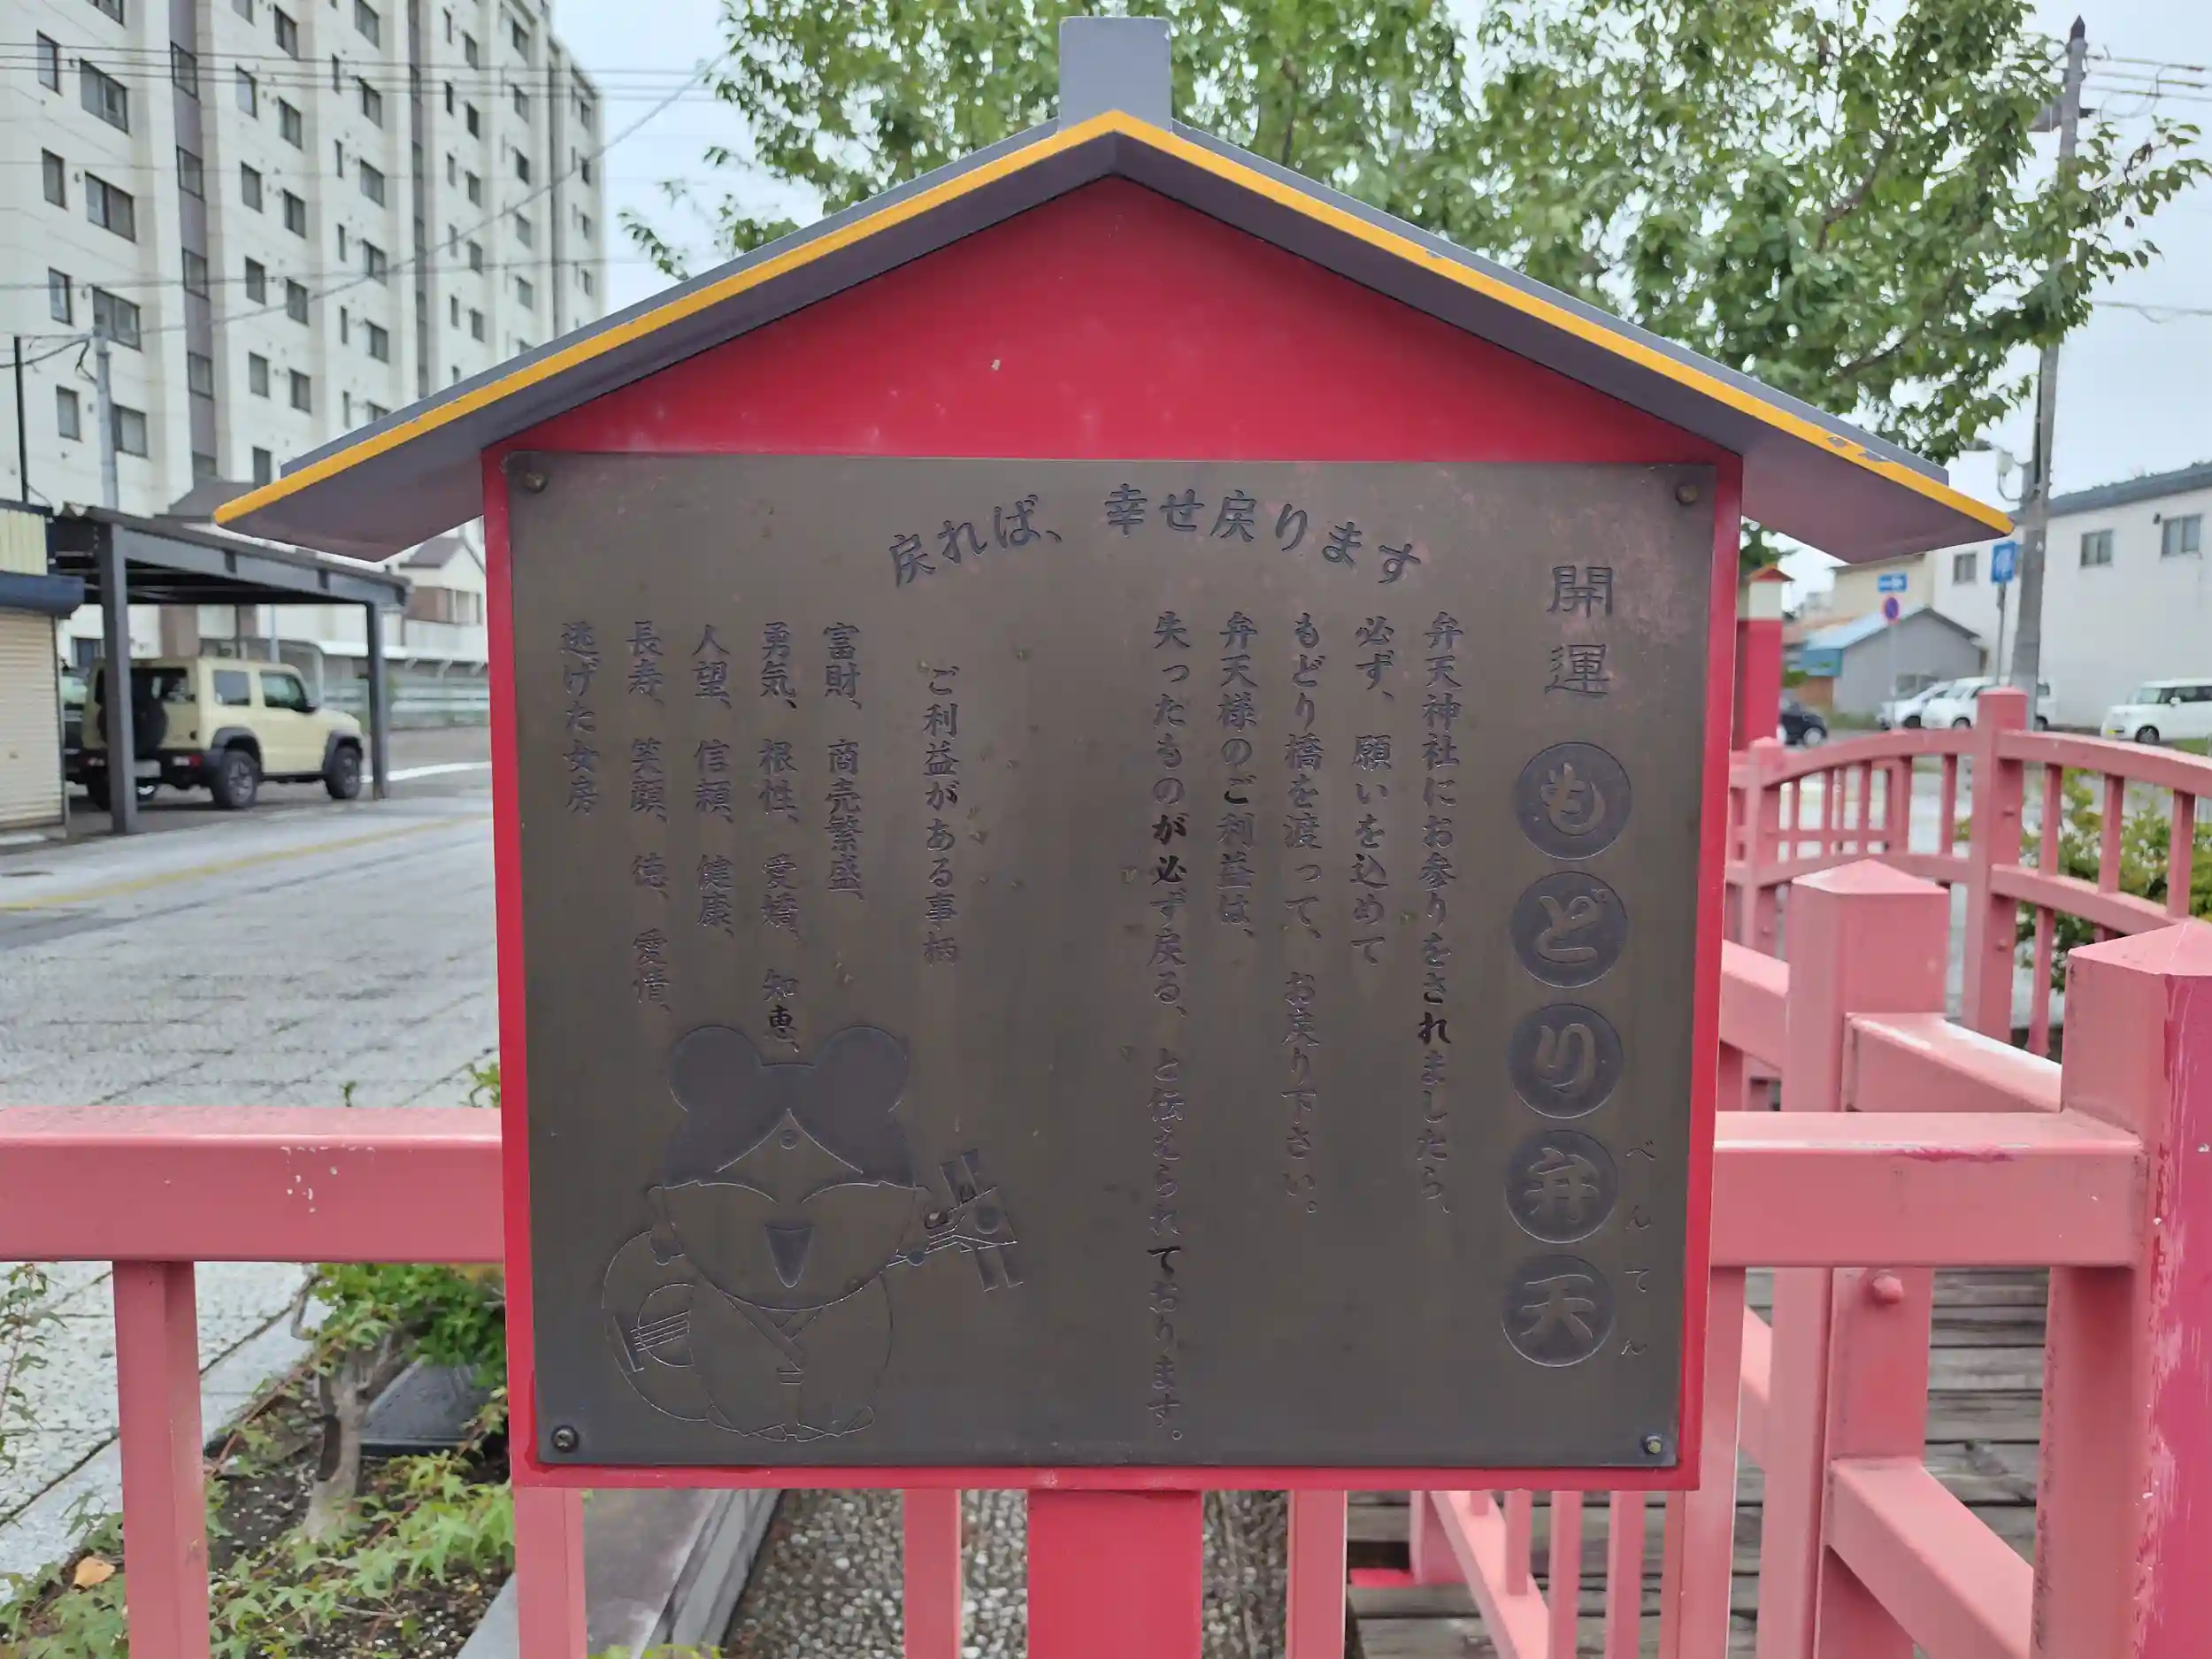 戻れば、幸せ戻ります
開運
もどり弁天
べんてん
弁天神社にお参りをされましたら、
必ず、願いを込めて
もどり橋を渡って、お戻り下さい。
弁天様のご利益は、
失ったものが必ず戻る、と伝えられております。
ご利益がある事柄
富財、商売繁盛、
勇気、根性、愛嬌、知恵、
人望、信頼、健康、
長寿、笑顔、徳、愛情、
逃げた女房